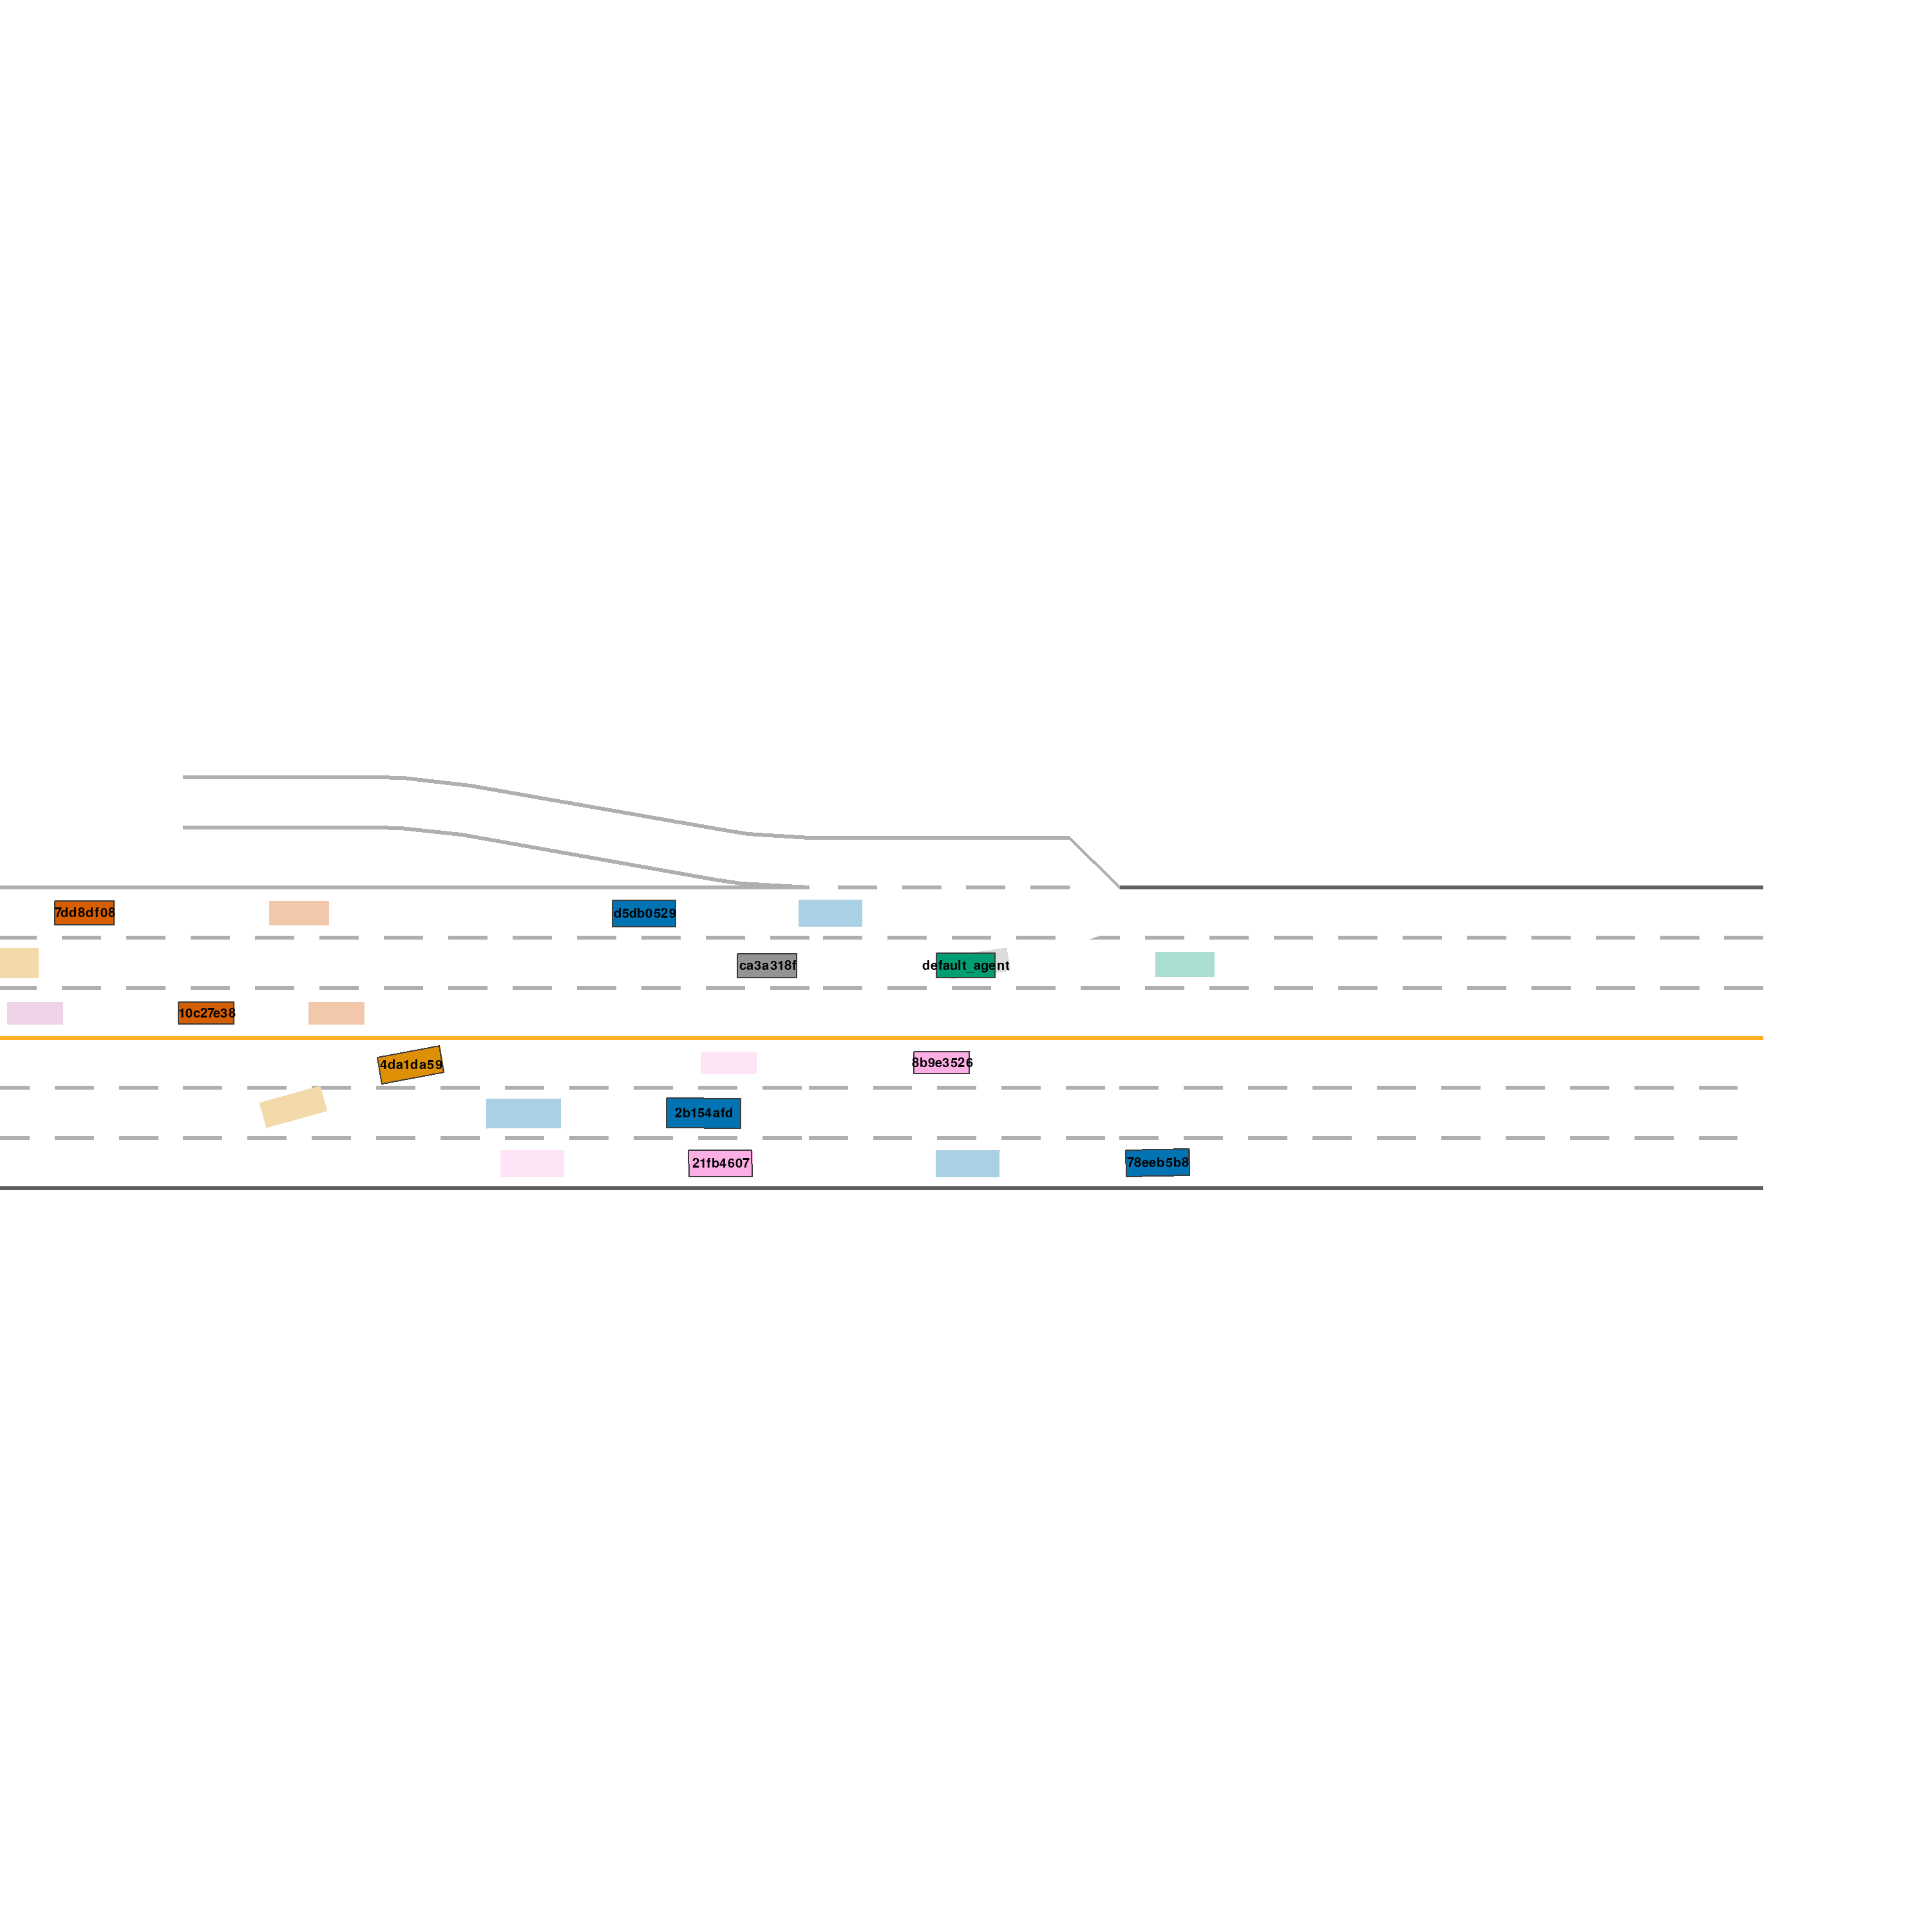 7dd8df08
d5db0529
ca3a318f
default_agent
10c27e38
4da1da59
8b9e3526
2b154afd
21fb4607
78eeb5b8